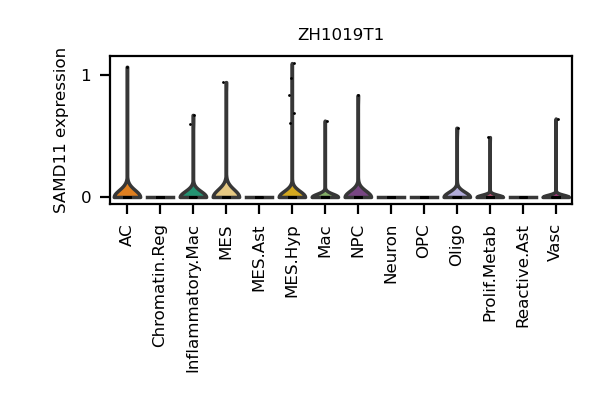 ZH1019T1
SAMD11 expression
1
0
AC
Chromatin.Reg
Inflammatory.Mac
MES
MES.Ast
MES.Hyp
Mac
NPC
Neuron
OPC
Oligo
Prolif.Metab
Reactive.Ast
Vasc